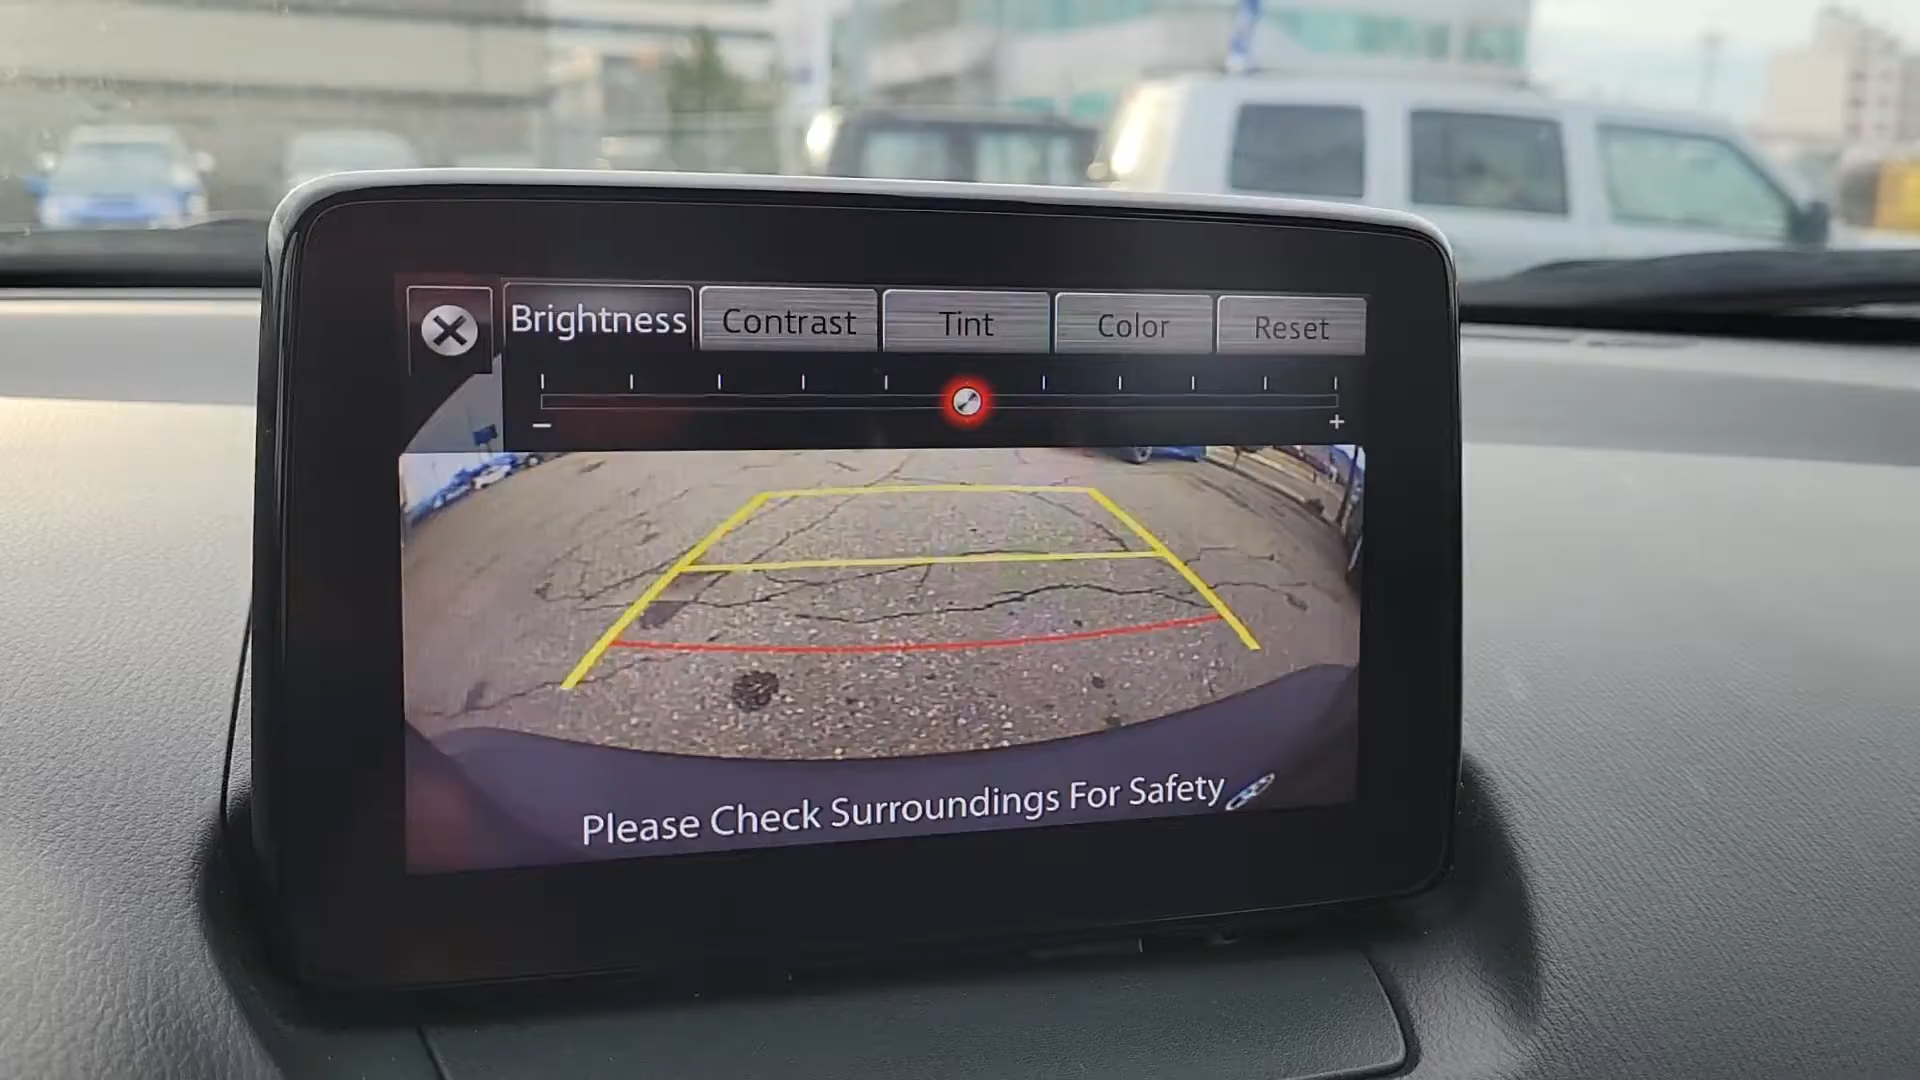 Brightness Contrast Tint Color Reset
− +
Please Check Surroundings For Safety